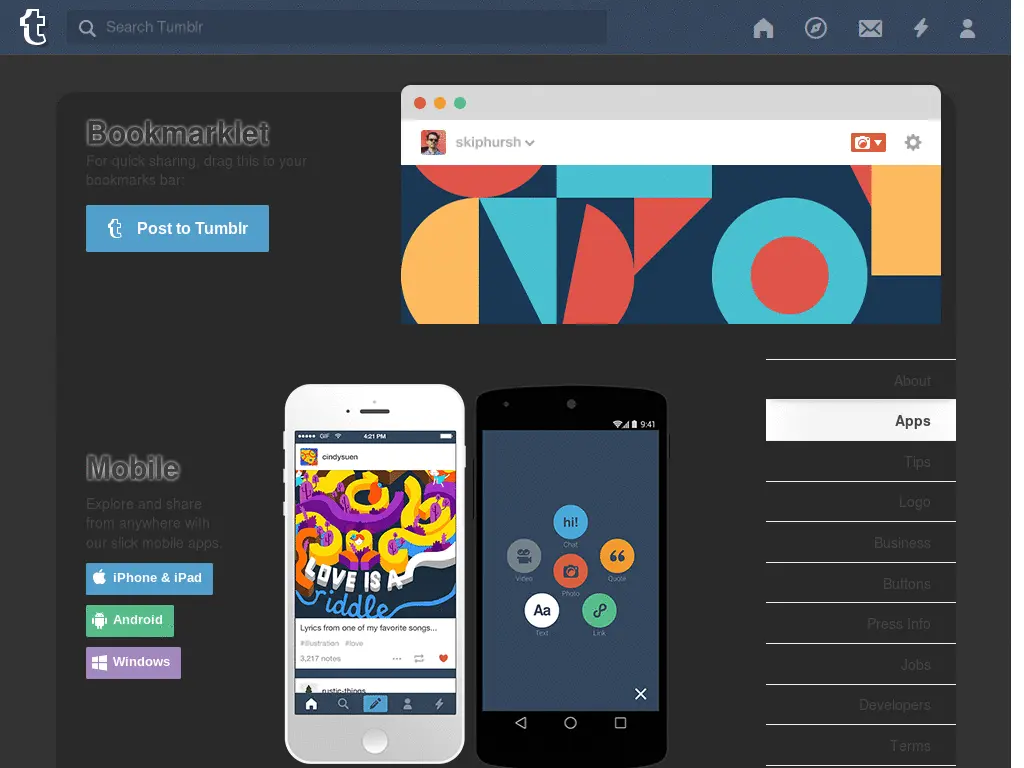 Search Tumblr
Bookmarklet
For quick sharing, drag this to your
bookmarks bar:
Post to Tumblr
skiphursh
Mobile
Explore and share
from anywhere with
our slick mobile apps.
iPhone & iPad
Android
Windows
GIF
4:21 PM
cindysuen
LOVE IS A
riddle
Lyrics from one of my favorite songs...
#illustration #love
3,217 notes
rustic-things
9:41
hi!
Chat
Video
Quote
Photo
Aa
Text
Link
About
Apps
Tips
Logo
Business
Buttons
Press Info
Jobs
Developers
Terms